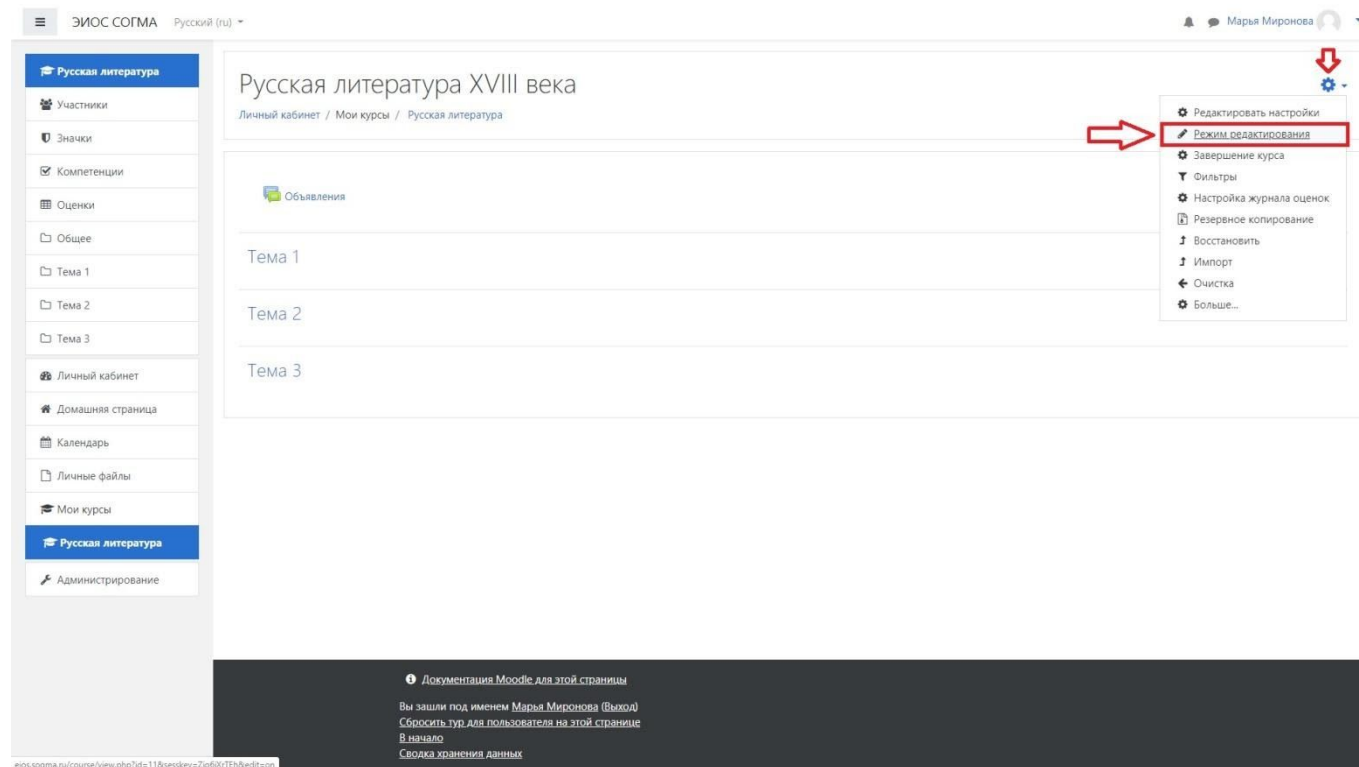 ЭИОС СОГМА Русский (ru)
Марья Миронова
Русская литература
Участники
Значки
Компетенции
Оценки
Общее
Тема 1
Тема 2
Тема 3
Личный кабинет
Домашняя страница
Календарь
Личные файлы
Мои курсы
Русская литература
Администрирование
Русская литература XVIII века
Личный кабинет / Мои курсы / Русская литература
Редактировать настройки
Режим редактирования
Завершение курса
Фильтры
Настройка журнала оценок
Резервное копирование
Восстановить
Импорт
Очистка
Больше...
Объявления
Тема 1
Тема 2
Тема 3
Документация Moodle для этой страницы
Вы зашли под именем Марья Миронова (Выход)
Сбросить тур для пользователя на этой странице
В начало
Сводка хранения данных